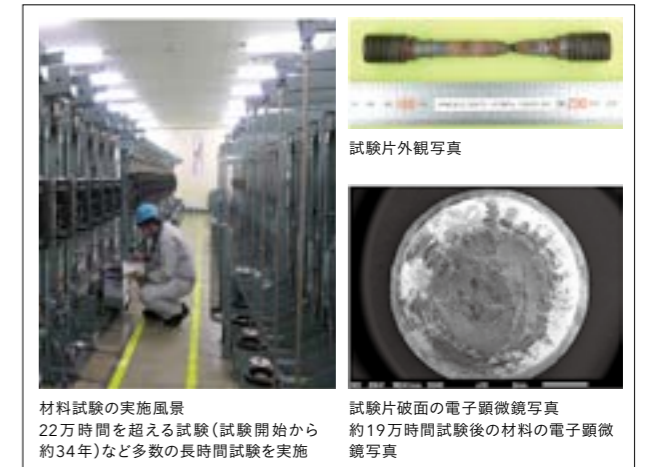 試験片外観写真
材料試験の実施風景
22万時間を超える試験(試験開始から
約34年)など多数の長時間試験を実施
試験片破面の電子顕微鏡写真
約19万時間試験後の材料の電子顕微
鏡写真